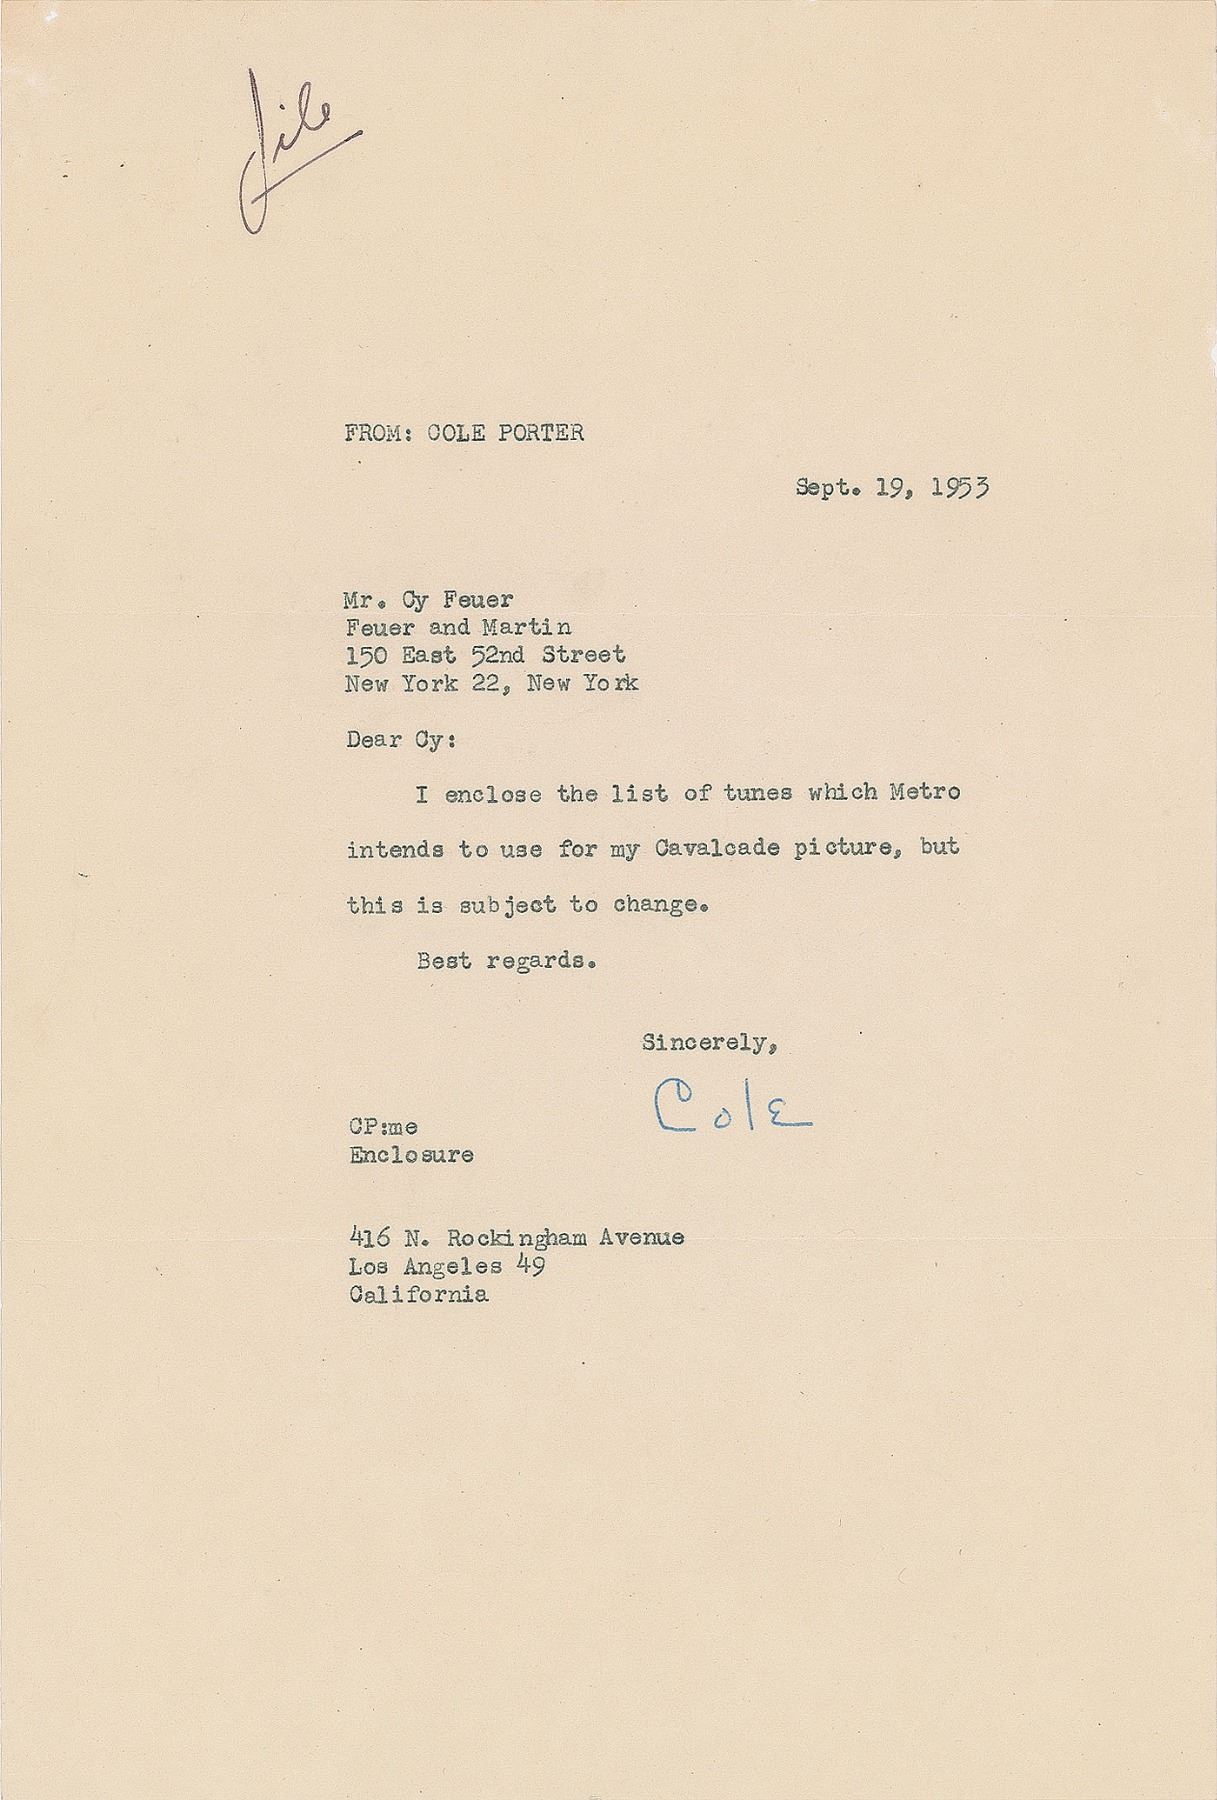 file
FROM: COLE PORTER
Sept. 19, 1953
Mr. Cy Feuer
Feuer and Martin
150 East 52nd Street
New York 22, New York
Dear Cy:
I enclose the list of tunes which Metro
intends to use for my Cavalcade picture, but
this is subject to change.
Best regards.
Sincerely,
Cole
CP:me
Enclosure
416 N. Rockingham Avenue
Los Angeles 49
California